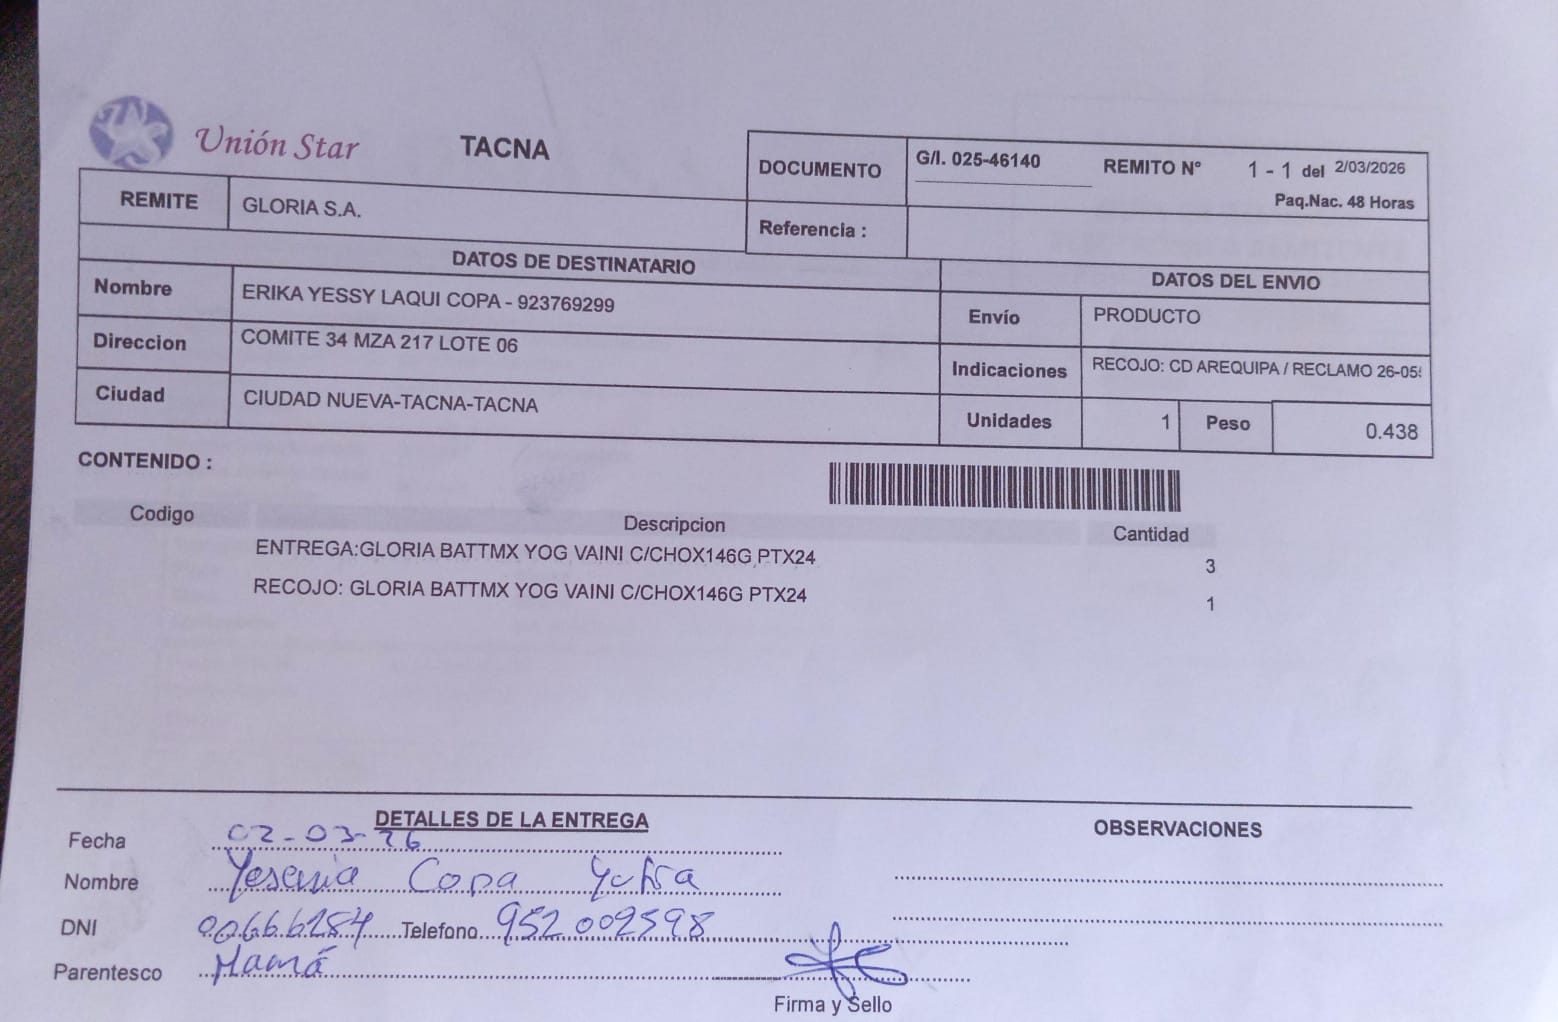 Unión Star
TACNA
DOCUMENTO G/I. 025-46140 REMITO N° 1 - 1 del 2/03/2026
Paq.Nac. 48 Horas
REMITE GLORIA S.A.
Referencia :
DATOS DE DESTINATARIO
DATOS DEL ENVIO
Nombre ERIKA YESSY LAQUI COPA - 923769299
Envío PRODUCTO
Direccion COMITE 34 MZA 217 LOTE 06
Indicaciones RECOJO: CD AREQUIPA / RECLAMO 26-05
Ciudad CIUDAD NUEVA-TACNA-TACNA
Unidades 1 Peso 0.438
CONTENIDO :
Codigo Descripcion Cantidad
ENTREGA:GLORIA BATTMX YOG VAINI C/CHOX146G PTX24 3
RECOJO: GLORIA BATTMX YOG VAINI C/CHOX146G PTX24 1
DETALLES DE LA ENTREGA
OBSERVACIONES
Fecha 02-03-26
Nombre Yesenia Copa
DNI 00666284 Telefono 952002598
Parentesco Mamá
Firma y Sello